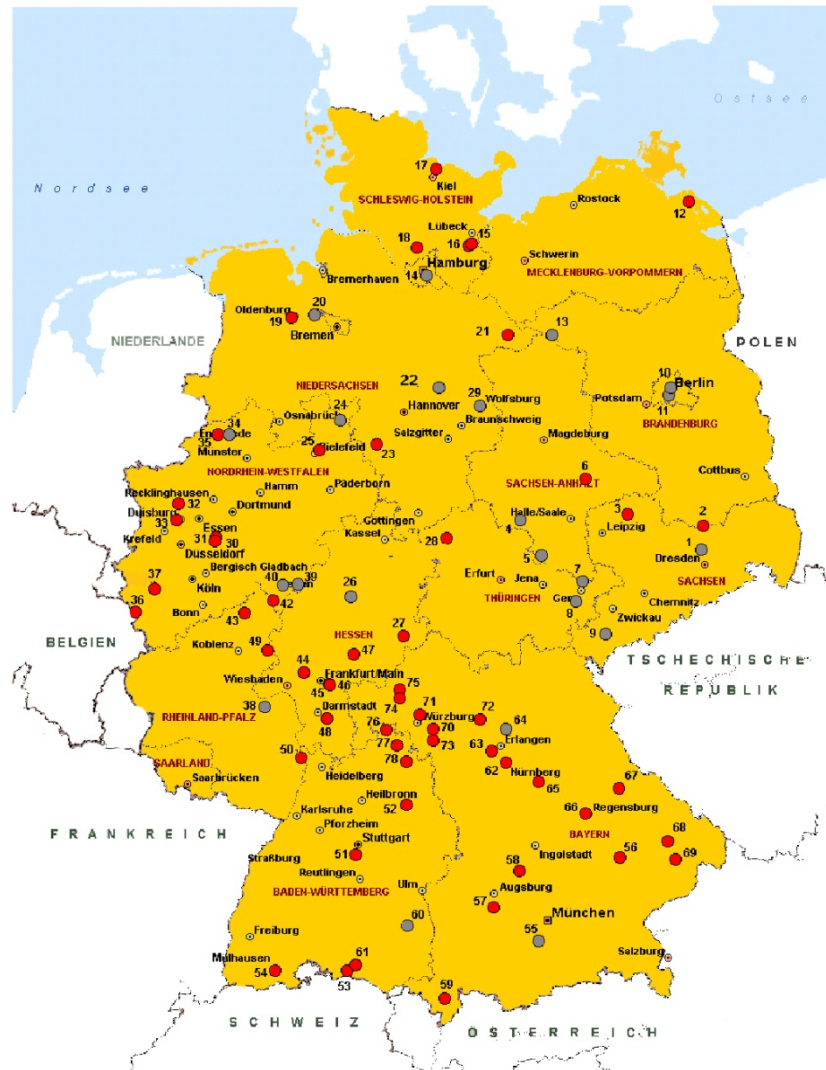 Ostsee
Nordsee
17
Kiel
SCHLESWIG-HOLSTEIN
12
Rostock
Lübeck
15
18
16
Schwerin
Hamburg
MECKLENBURG-VORPOMMERN
14
Bremerhaven
Oldenburg
20
19
Bremen
21
13
NIEDERLANDE
POLEN
10
Berlin
NIEDERSACHSEN
22
29
Wolfsburg
Potsdam
11
Hannover
BRANDENBURG
Osnabrück
24
34
Braunschweig
35
Salzgitter
Magdeburg
25
Bielefeld
23
Münster
NORDRHEIN-WESTFALEN
6
Cottbus
SACHSEN-ANHALT
Recklinghausen
Hamm
Paderborn
32
Duisburg
Dortmund
33
Essen
Göttingen
Halle/Saale
3
2
4
Leipzig
Krefeld
31
30
Kassel
28
Düsseldorf
1
Dresden
5
Bergisch Gladbach
7
SACHSEN
37
Köln
40
39
26
Erfurt
Jena
THÜRINGEN
Chemnitz
36
Bonn
42
8
Zwickau
43
9
27
BELGIEN
HESSEN
Koblenz
49
47
TSCHECHISCHE
REPUBLIK
44
Frankfurt/Main
75
Wiesbaden
45
46
74
71
72
38
RHEINLAND-PFALZ
Darmstadt
76
Würzburg
70
64
48
77
73
63
Erlangen
50
78
SAARLAND
62
Nürnberg
67
Saarbrücken
Heidelberg
65
Heilbronn
52
66
Regensburg
Karlsruhe
FRANKREICH
Pforzheim
BAYERN
68
Stuttgart
51
Ingolstadt
56
69
Straßburg
58
Reutlingen
BADEN-WÜRTTEMBERG
Ulm
Augsburg
57
60
München
Freiburg
55
Salzburg
Mülhausen
61
54
53
59
SCHWEIZ
ÖSTERREICH